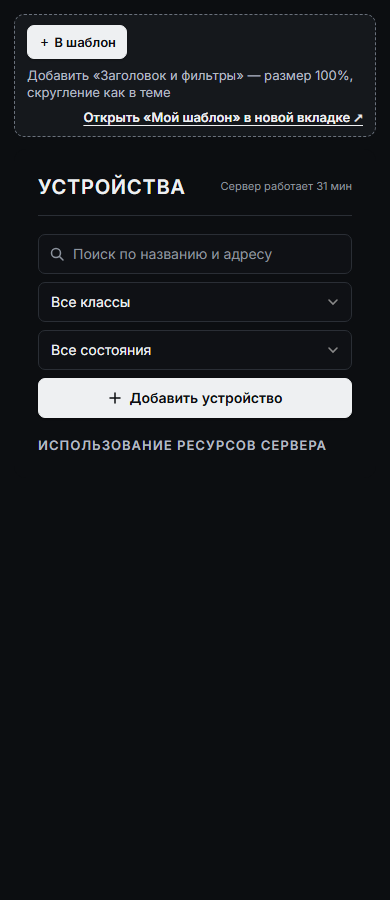 + В шаблон
Добавить «Заголовок и фильтры» — размер 100%,
скругление как в теме
Открыть «Мой шаблон» в новой вкладке ↗
УСТРОЙСТВА
Сервер работает 31 мин
Поиск по названию и адресу
Все классы
Все состояния
+ Добавить устройство
ИСПОЛЬЗОВАНИЕ РЕСУРСОВ СЕРВЕРА